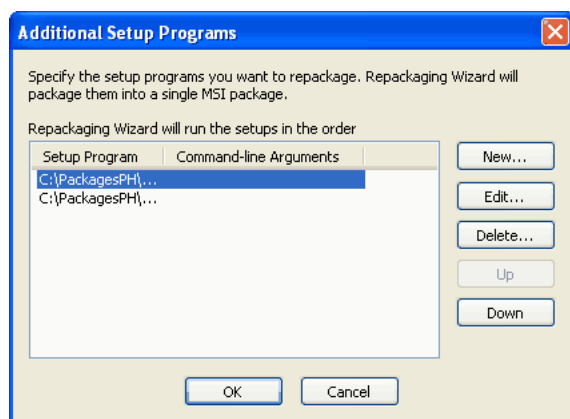 Additional Setup Programs
Specify the setup programs you want to repackage. Repackaging Wizard will
package them into a single MSI package.
Repackaging Wizard will run the setups in the order
Setup Program Command-line Arguments
C:\PackagesPH\...
C:\PackagesPH\...
New...
Edit...
Delete...
Up
Down
OK Cancel